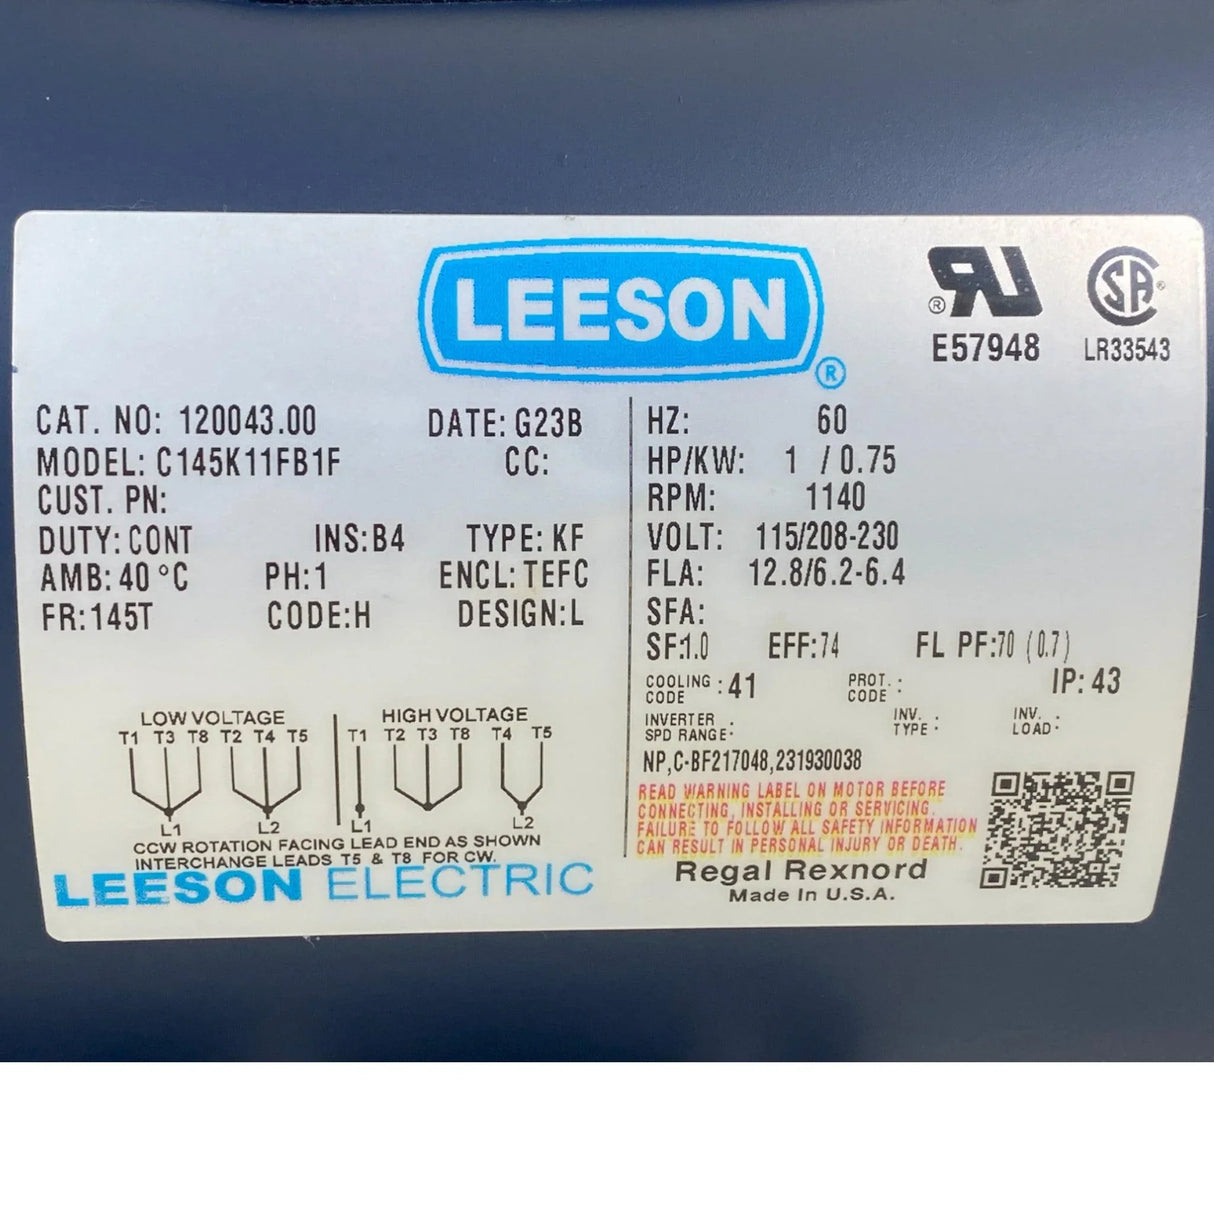 LEESON
®
® UR
E57948
SA ®
LR33543
CAT. NO: 120043.00 DATE: G23B
MODEL: C145K11FB1F CC:
CUST. PN:
DUTY: CONT INS: B4 TYPE: KF
AMB: 40 °C PH: 1 ENCL: TEFC
FR: 145T CODE: H DESIGN: L
HZ: 60
HP/KW: 1 / 0.75
RPM: 1140
VOLT: 115/208-230
FLA: 12.8/6.2-6.4
SFA:
SF: 1.0 EFF: 74 FL PF: 70 (0.7)
COOLING CODE : 41 PROT. CODE : IP: 43
INVERTER SPD RANGE : INV. TYPE : INV. LOAD :
NP,C-BF217048,231930038
LOW VOLTAGE
T1 T3 T8 T2 T4 T5
L1 L2
HIGH VOLTAGE
T1 T2 T3 T8 T4 T5
L1 L2
CCW ROTATION FACING LEAD END AS SHOWN
INTERCHANGE LEADS T5 & T8 FOR CW.
LEESON ELECTRIC
READ WARNING LABEL ON MOTOR BEFORE
CONNECTING, INSTALLING OR SERVICING.
FAILURE TO FOLLOW ALL SAFETY INFORMATION
CAN RESULT IN PERSONAL INJURY OR DEATH.
Regal Rexnord
Made In U.S.A.